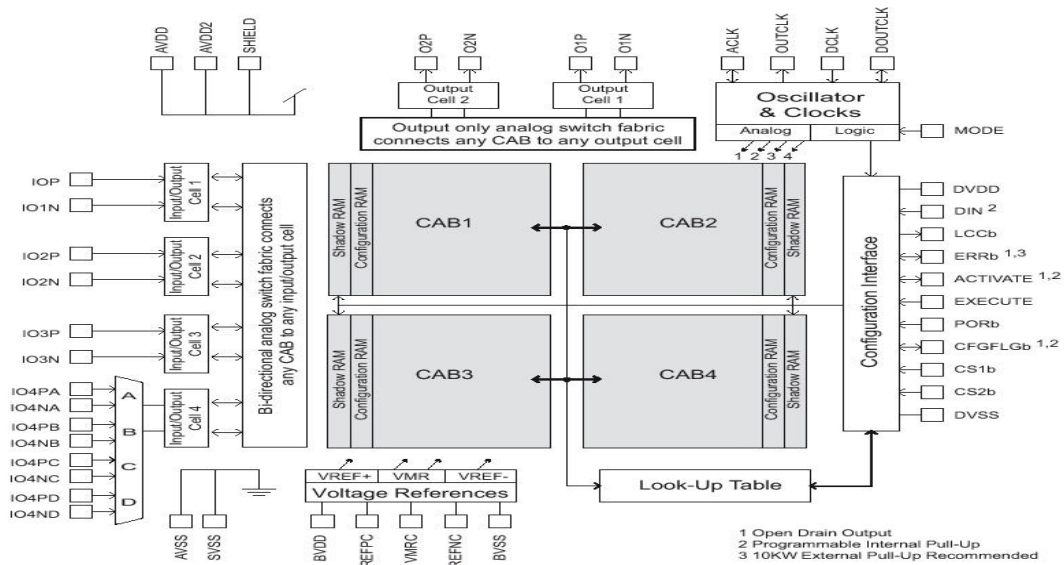 AVDD
AVDD2
SHIELD
O2P
O2N
O1P
O1N
ACLK
OUTCLK
DCLK
DOUTCLK
Output Cell 2
Output Cell 1
Output only analog switch fabric
connects any CAB to any output cell
Oscillator
& Clocks
Analog
Logic
MODE
1 2 3 4
IOP
IO1N
IO2P
IO2N
IO3P
IO3N
IO4PA
IO4NA
IO4PB
IO4NB
IO4PC
IO4NC
IO4PD
IO4ND
A
B
C
D
Input/Output
Cell 1
Input/Output
Cell 2
Input/Output
Cell 3
Input/Output
Cell 4
Bi-directional analog switch fabric connects
any CAB to any input/output cell
Shadow RAM
Configuration RAM
CAB1
CAB2
Configuration RAM
Shadow RAM
Shadow RAM
Configuration RAM
CAB3
CAB4
Configuration RAM
Shadow RAM
Configuration Interface
DVDD
DIN 2
LCCb
ERRb 1,3
ACTIVATE 1,2
EXECUTE
PORb
CFGFLGb 1,2
CS1b
CS2b
DVSS
VREF+
VMR
VREF-
Voltage References
Look-Up Table
AVSS
SVSS
BVDD
REFPC
VMRC
REFNC
BVSS
1 Open Drain Output
2 Programmable Internal Pull-Up
3 10KW External Pull-Up Recommended